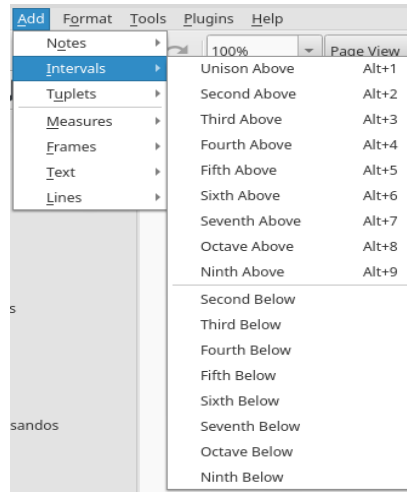 Add Format Tools Plugins Help
100% Page View
Notes
Intervals
Tuplets
Measures
Frames
Text
Lines
Unison Above Alt+1
Second Above Alt+2
Third Above Alt+3
Fourth Above Alt+4
Fifth Above Alt+5
Sixth Above Alt+6
Seventh Above Alt+7
Octave Above Alt+8
Ninth Above Alt+9
Second Below
Third Below
Fourth Below
Fifth Below
Sixth Below
Seventh Below
Octave Below
Ninth Below
s
sandos